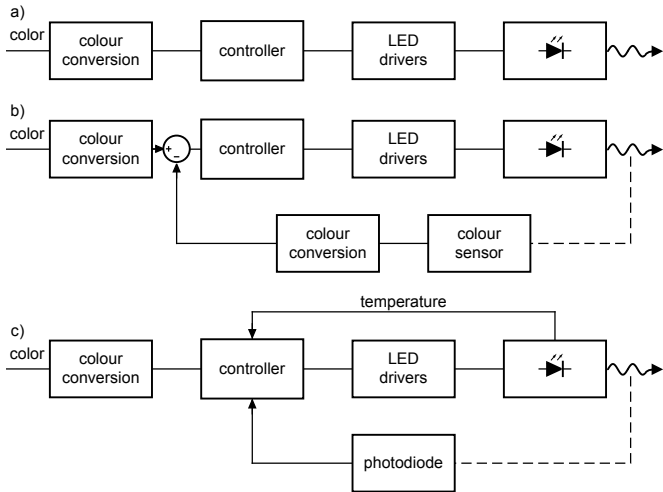 a)
color
colour
conversion
controller
LED
drivers
b)
color
colour
conversion
+
−
controller
LED
drivers
colour
conversion
colour
sensor
temperature
c)
color
colour
conversion
controller
LED
drivers
photodiode